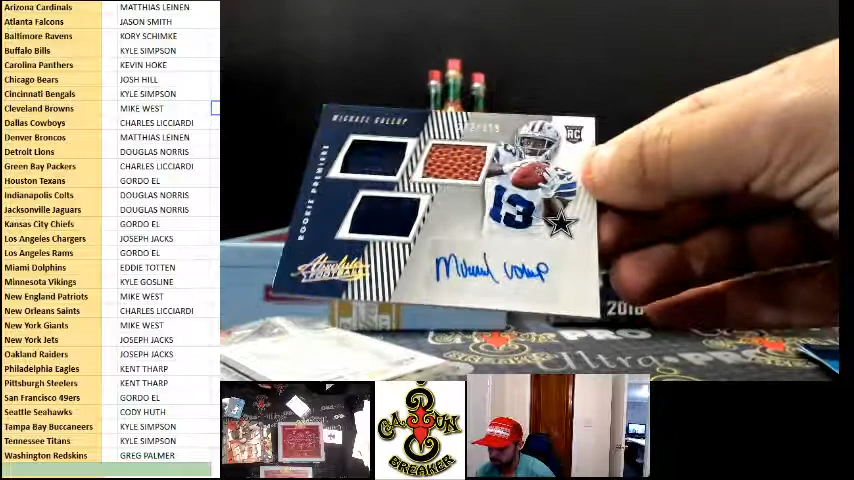 Arizona Cardinals MATTHIAS LEINEN
Atlanta Falcons JASON SMITH
Baltimore Ravens KORY SCHIMKE
Buffalo Bills KYLE SIMPSON
Carolina Panthers KEVIN HOKE
Chicago Bears JOSH HILL
Cincinnati Bengals KYLE SIMPSON
Cleveland Browns MIKE WEST
Dallas Cowboys CHARLES LICCIARDI
Denver Broncos MATTHIAS LEINEN
Detroit Lions DOUGLAS NORRIS
Green Bay Packers CHARLES LICCIARDI
Houston Texans GORDO EL
Indianapolis Colts DOUGLAS NORRIS
Jacksonville Jaguars DOUGLAS NORRIS
Kansas City Chiefs GORDO EL
Los Angeles Chargers JOSEPH JACKS
Los Angeles Rams GORDO EL
Miami Dolphins EDDIE TOTTEN
Minnesota Vikings KYLE GOSLINE
New England Patriots MIKE WEST
New Orleans Saints CHARLES LICCIARDI
New York Giants MIKE WEST
New York Jets JOSEPH JACKS
Oakland Raiders JOSEPH JACKS
Philadelphia Eagles KENT THARP
Pittsburgh Steelers KENT THARP
San Francisco 49ers GORDO EL
Seattle Seahawks CODY HUTH
Tampa Bay Buccaneers KYLE SIMPSON
Tennessee Titans KYLE SIMPSON
Washington Redskins GREG PALMER
MICHAEL GALLUP
RC
ROOKIE PREMIERE
13
Absolute
FOOTBALL
Ultra PRO
CAJUN
BREAKER